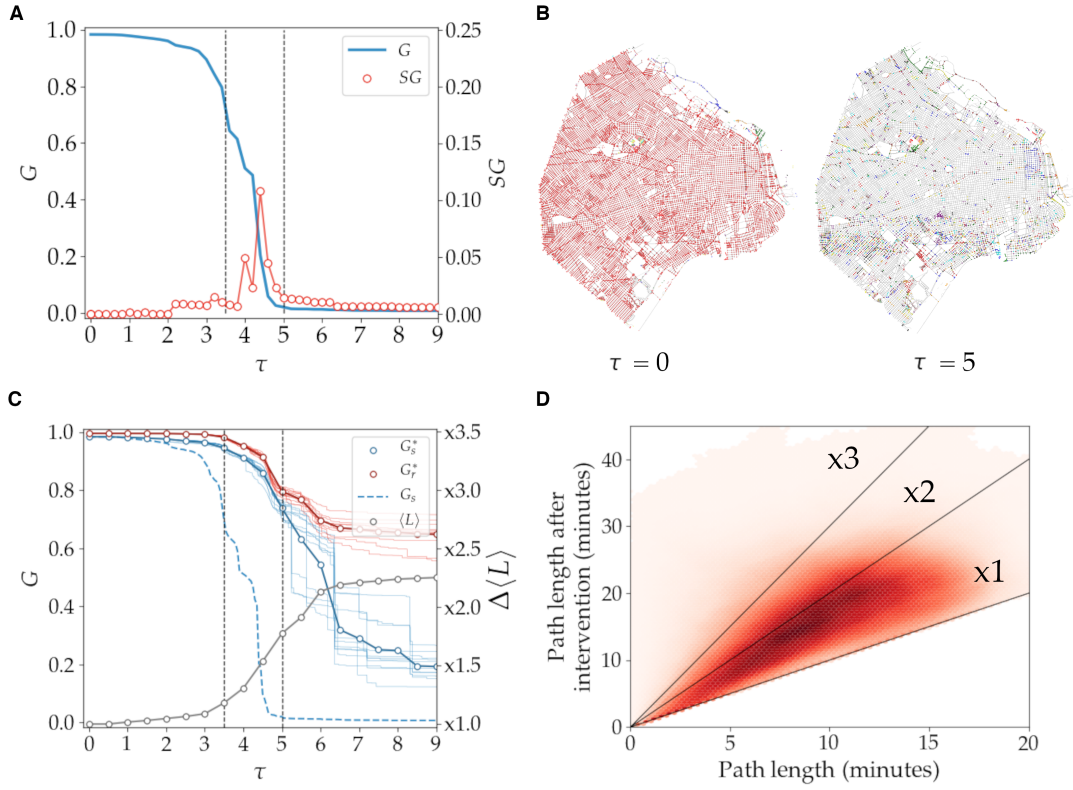 A
1.0
0.8
0.6
0.4
0.2
0.0
G
0.25
0.20
0.15
0.10
0.05
0.00
SG
G
SG
0 1 2 3 4 5 6 7 8 9
τ
B
τ = 0
τ = 5
C
1.0
0.8
0.6
0.4
0.2
0.0
G
x3.5
x3.0
x2.5
x2.0
x1.5
x1.0
Δ⟨L⟩
G*s
G*r
Gs
⟨L⟩
0 1 2 3 4 5 6 7 8 9
τ
D
40
30
20
10
0
Path length after
intervention (minutes)
x3
x2
x1
0 5 10 15 20
Path length (minutes)